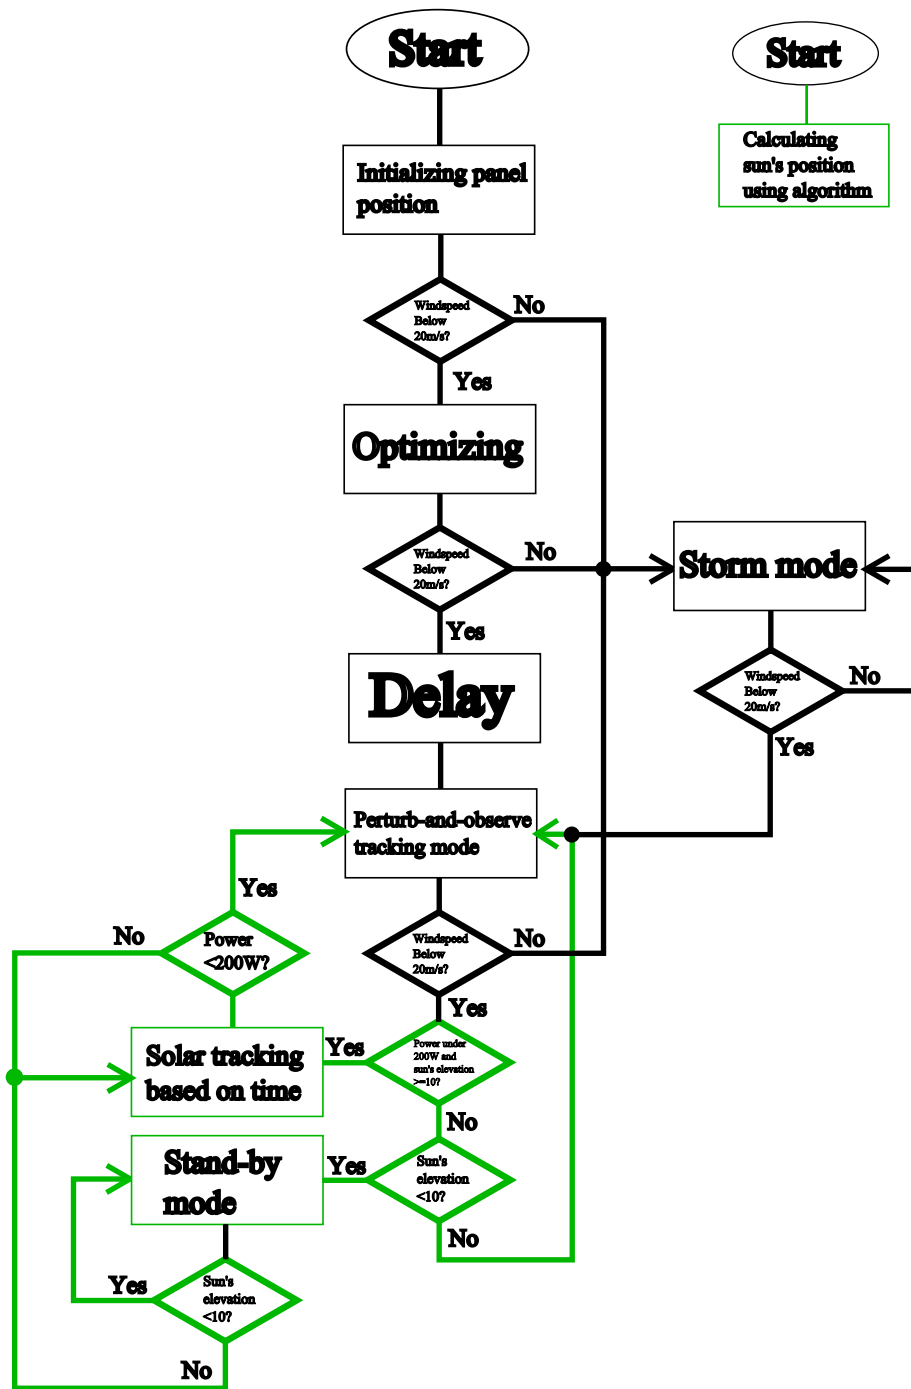 Start
Start
Calculating
sun's position
using algorithm
Initializing panel
position
Windspeed
Below
20m/s?
No
Yes
Optimizing
Windspeed
Below
20m/s?
No
Yes
Storm mode
Windspeed
Below
20m/s?
No
Yes
Delay
Perturb-and-observe
tracking mode
Yes
No
Power
<200W?
Windspeed
Below
20m/s?
No
Yes
Solar tracking
based on time
Yes
Power under
200W and
sun's elevation
>=10?
No
Stand-by
mode
Yes
Sun's
elevation
<10?
No
Yes
Sun's
elevation
<10?
No